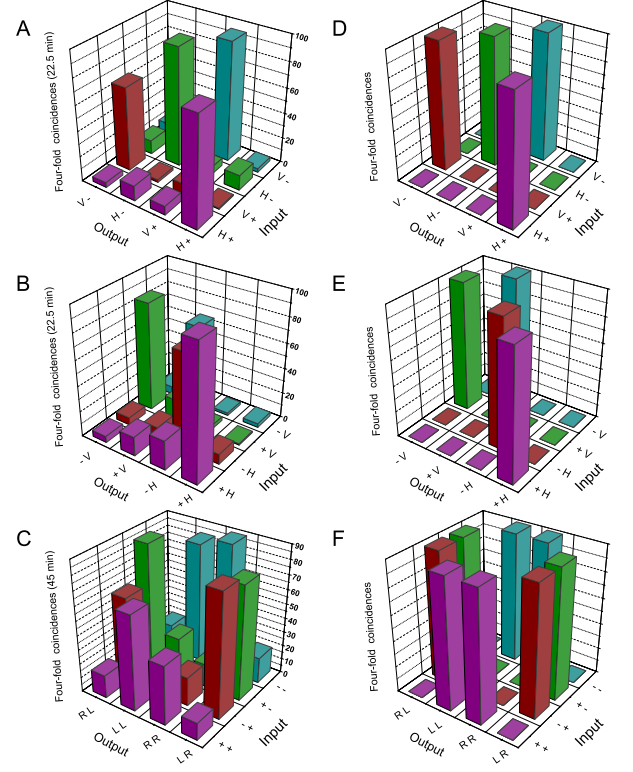 A
Four-fold coincidences (22.5 min)
100
80
60
40
20
0
V -
H -
V +
H +
Output
H +
V +
H -
V -
Input
D
Four-fold coincidences
V -
H -
V +
H +
Output
H +
V +
H -
V -
Input
B
Four-fold coincidences (22.5 min)
100
80
60
40
20
0
- V
+ V
- H
+ H
Output
+ H
- H
+ V
- V
Input
E
Four-fold coincidences
- V
+ V
- H
+ H
Output
+ H
- H
+ V
- V
Input
C
Four-fold coincidences (45 min)
90
80
70
60
50
40
30
20
10
0
R L
L L
R R
L R
Output
+ +
- +
+ -
- -
Input
F
Four-fold coincidences
R L
L L
R R
L R
Output
+ +
- +
+ -
- -
Input